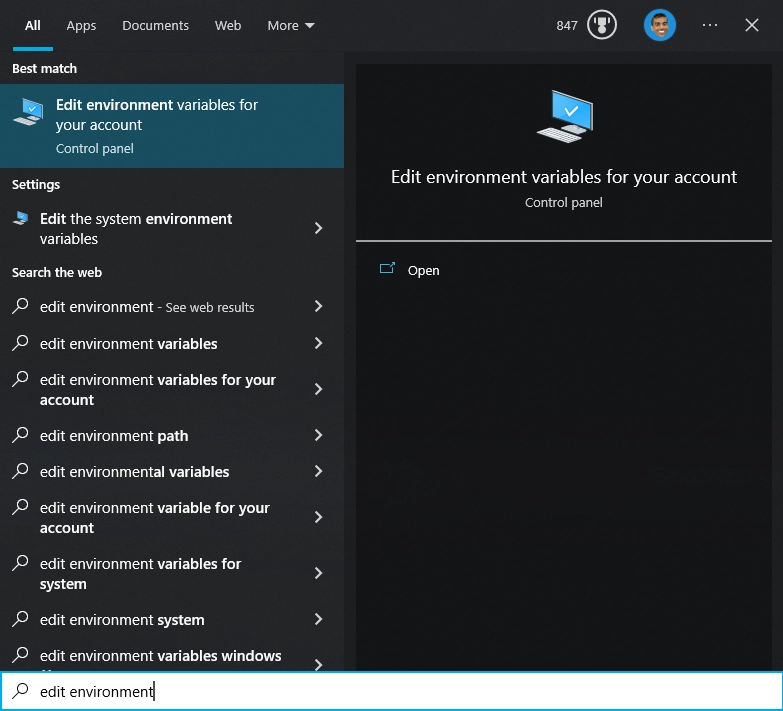 All Apps Documents Web More 847 ...
Best match
Edit environment variables for
your account
Control panel
Settings
Edit the system environment
variables
Search the web
edit environment - See web results
edit environment variables
edit environment variables for your
account
edit environment path
edit environmental variables
edit environment variable for your
account
edit environment variables for
system
edit environment system
edit environment variables windows
edit environment
Edit environment variables for your account
Control panel
Open